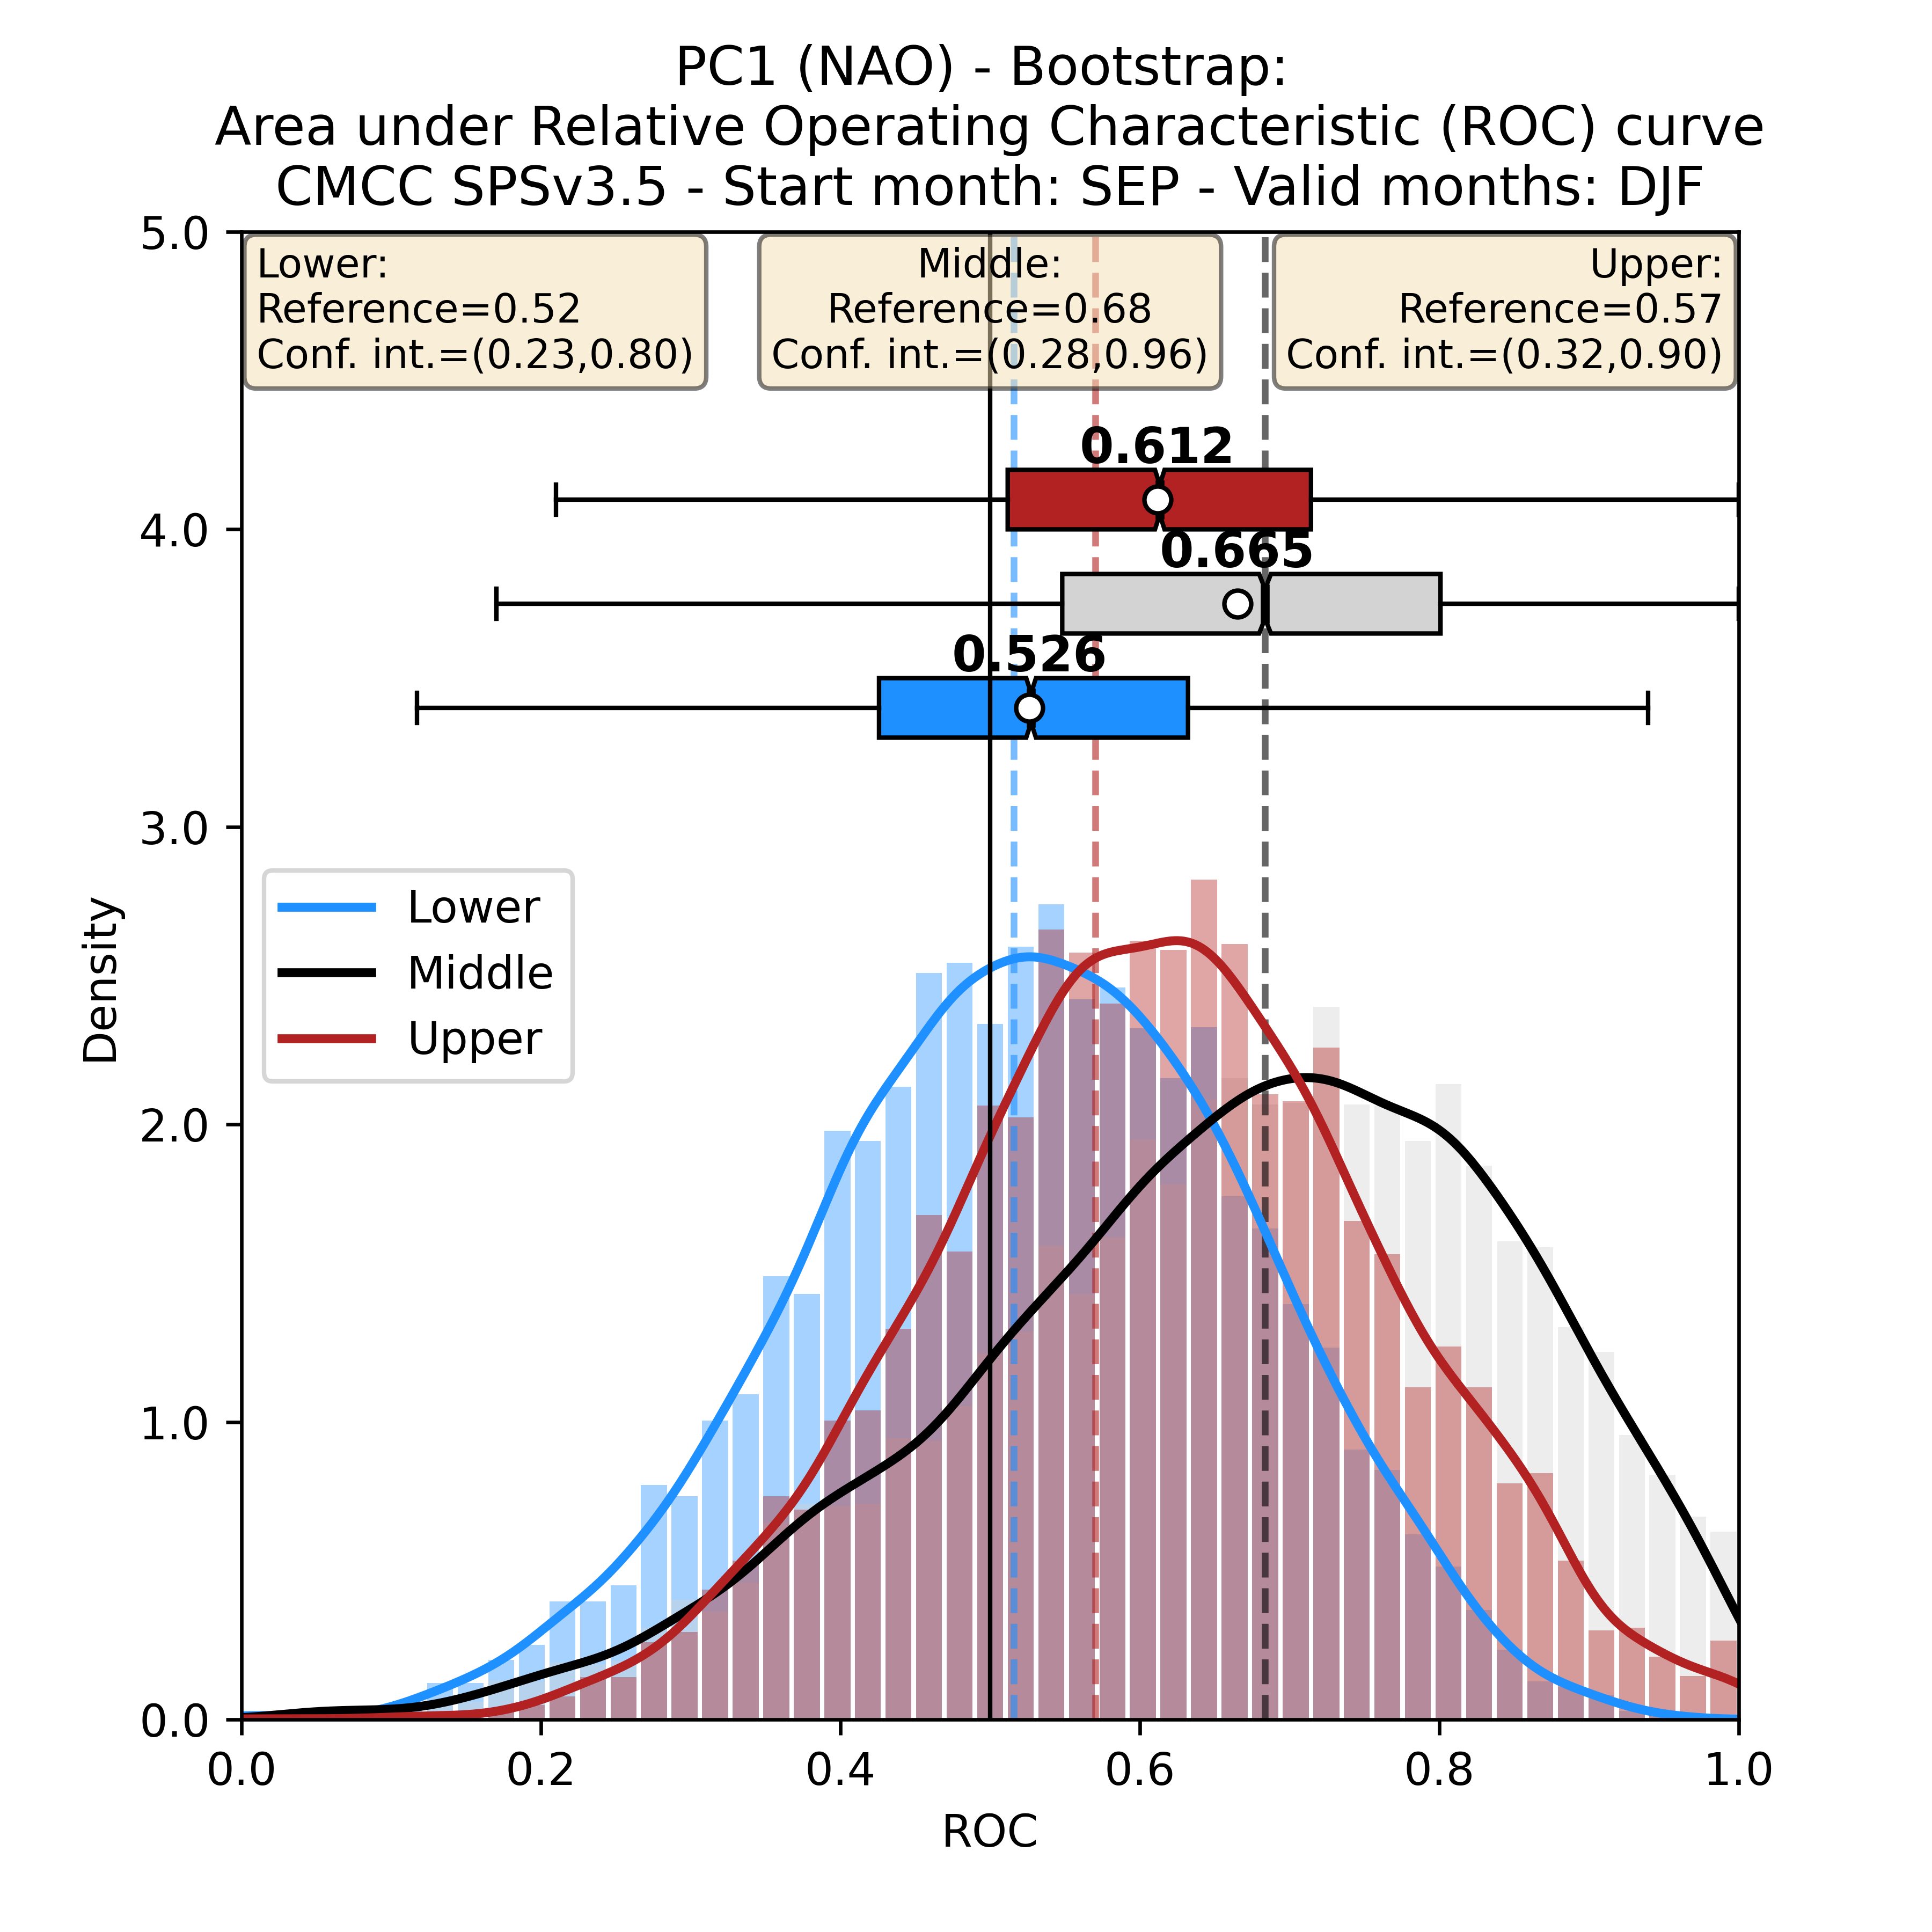 PC1 (NAO) - Bootstrap:
Area under Relative Operating Characteristic (ROC) curve
CMCC SPSv3.5 - Start month: SEP - Valid months: DJF
Lower:
Reference=0.52
Conf. int.=(0.23,0.80)
Middle:
Reference=0.68
Conf. int.=(0.28,0.96)
Upper:
Reference=0.57
Conf. int.=(0.32,0.90)
0.612
0.665
0.526
5.0
4.0
3.0
2.0
1.0
0.0
Density
Lower
Middle
Upper
0.0 0.2 0.4 0.6 0.8 1.0
ROC